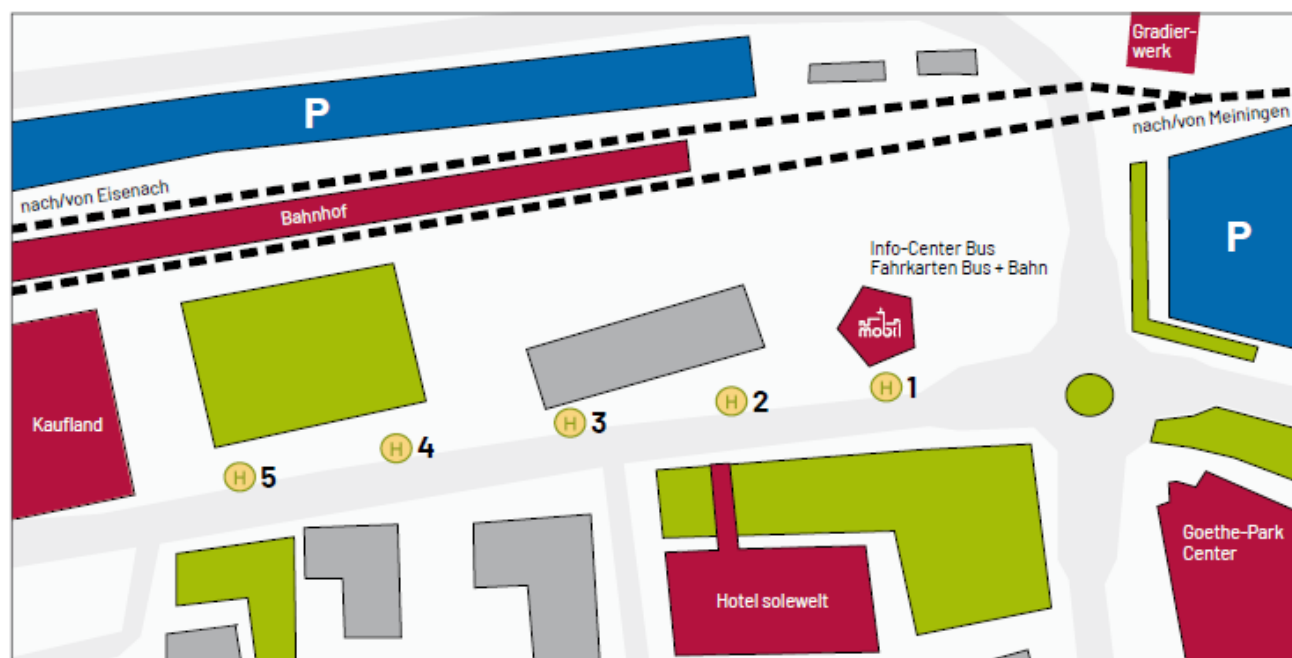 Gradier-
werk
P
nach/von Meiningen
nach/von Eisenach
Bahnhof
P
Info-Center Bus
Fahrkarten Bus + Bahn
mobil
H 1
H 2
H 3
Kaufland
H 4
H 5
Goethe-Park
Center
Hotel solewelt